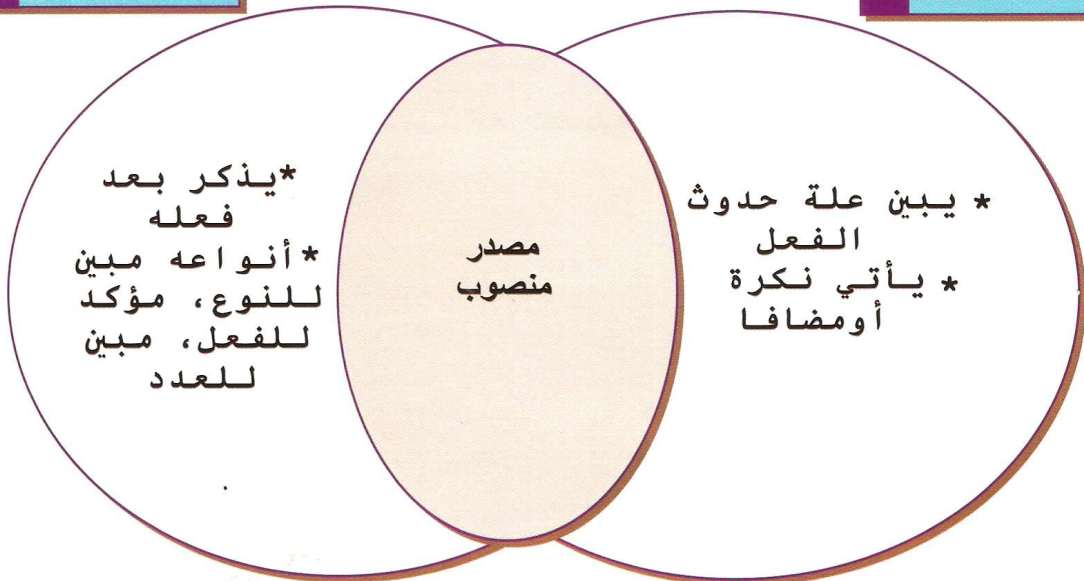 * يبين علة حدوث
الفعل
* يأتي نكرة
أومضافا
مصدر
منصوب
*يذكر بعد
فعله
*أنواعه مبين
للنوع، مؤكد
للفعل، مبين
للعدد